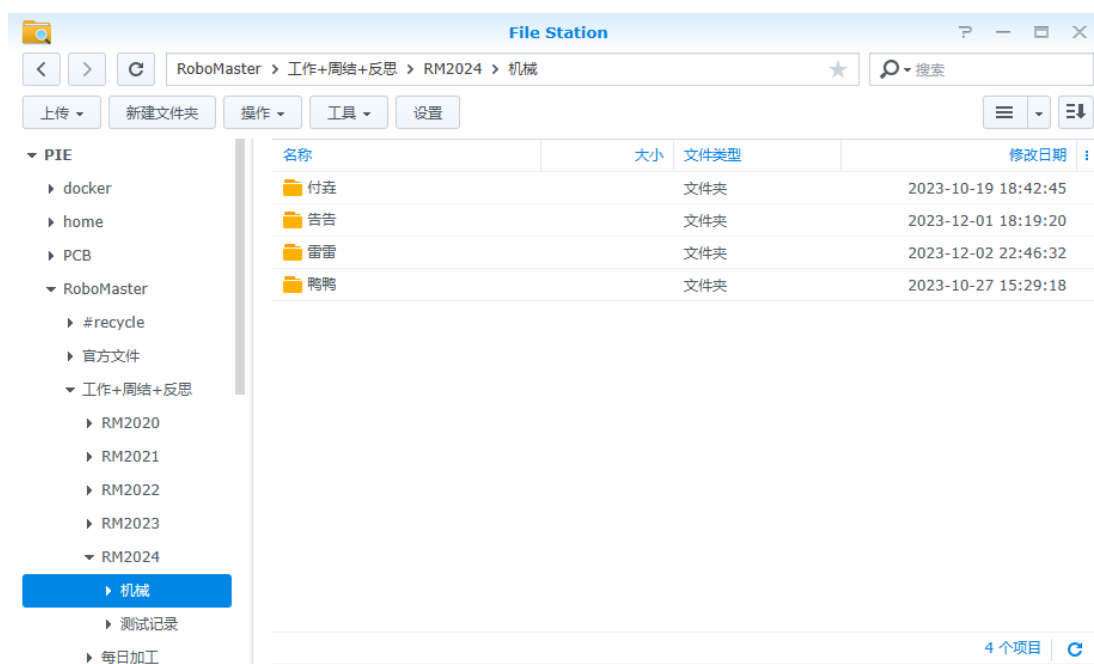 File Station
RoboMaster > 工作+周结+反思 > RM2024 > 机械
搜索
上传 新建文件夹 操作 工具 设置
PIE
docker
home
PCB
RoboMaster
#recycle
官方文件
工作+周结+反思
RM2020
RM2021
RM2022
RM2023
RM2024
机械
测试记录
每日加工
名称 大小 文件类型 修改日期
付垚 文件夹 2023-10-19 18:42:45
告告 文件夹 2023-12-01 18:19:20
雷雷 文件夹 2023-12-02 22:46:32
鸭鸭 文件夹 2023-10-27 15:29:18
4 个项目